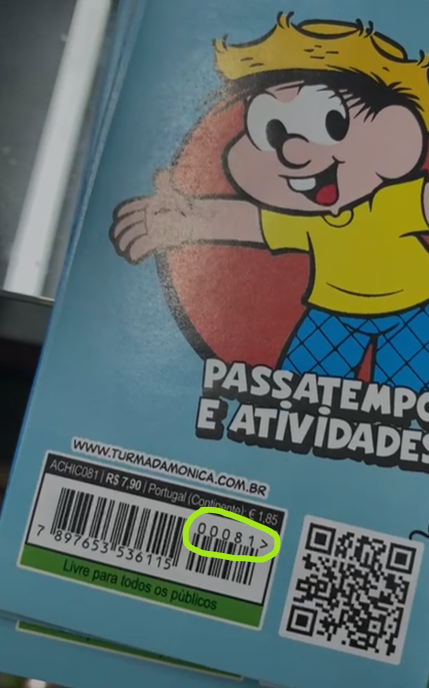 PASSATEMPO
E ATIVIDADES
WWW.TURMADAMONICA.COM.BR
ACHIC081 | R$ 7,90 | Portugal (Continente): € 1,85
00081>
7 897653 536115
Livre para todos os públicos